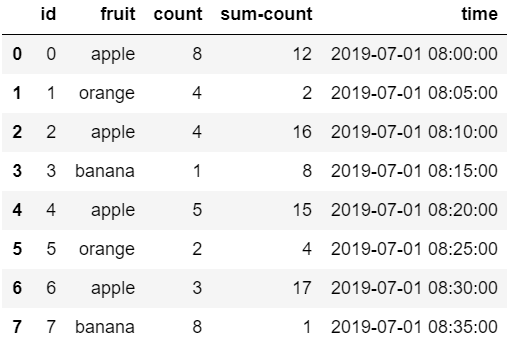 id fruit count sum-count time
0 0 apple 8 12 2019-07-01 08:00:00
1 1 orange 4 2 2019-07-01 08:05:00
2 2 apple 4 16 2019-07-01 08:10:00
3 3 banana 1 8 2019-07-01 08:15:00
4 4 apple 5 15 2019-07-01 08:20:00
5 5 orange 2 4 2019-07-01 08:25:00
6 6 apple 3 17 2019-07-01 08:30:00
7 7 banana 8 1 2019-07-01 08:35:00